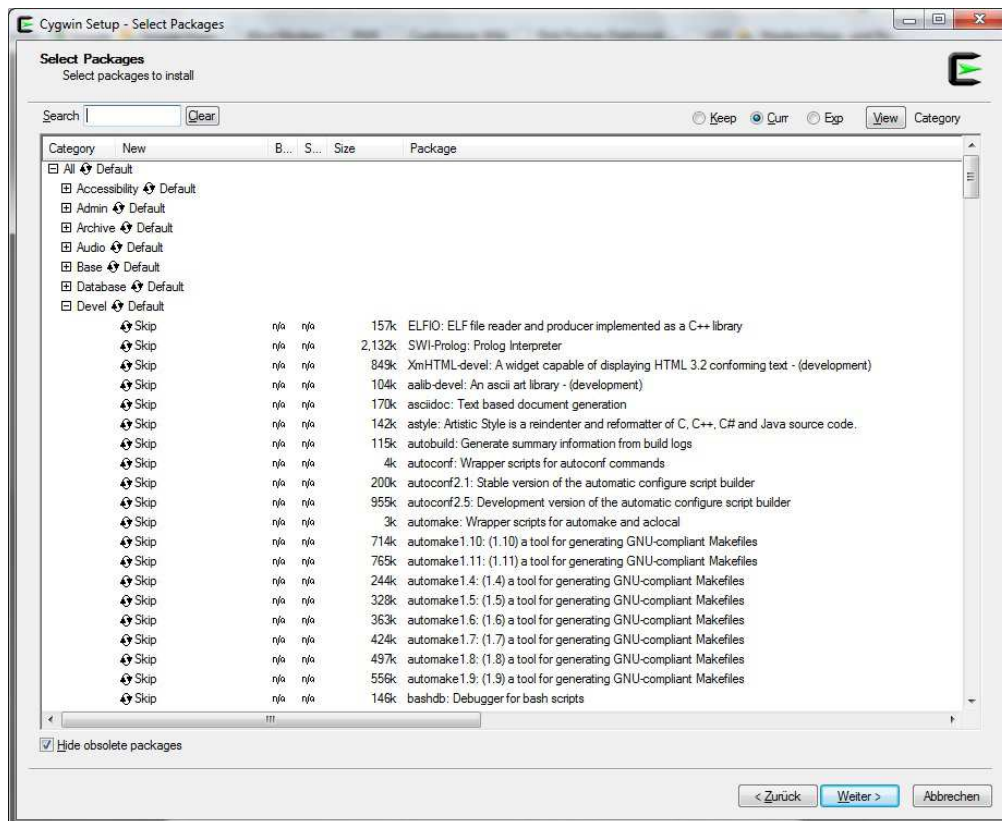 Cygwin Setup - Select Packages
Select Packages
Select packages to install
Search Clear Keep Curr Exp View Category
Category New B... S... Size Package
All Default
Accessibility Default
Admin Default
Archive Default
Audio Default
Base Default
Database Default
Devel Default
Skip n/a n/a 157k ELFIO: ELF file reader and producer implemented as a C++ library
Skip n/a n/a 2,132k SWI-Prolog: Prolog Interpreter
Skip n/a n/a 849k XmHTML-devel: A widget capable of displaying HTML 3.2 conforming text - (development)
Skip n/a n/a 104k aalib-devel: An ascii art library - (development)
Skip n/a n/a 170k asciidoc: Text based document generation
Skip n/a n/a 142k astyle: Artistic Style is a reindenter and reformatter of C, C++, C# and Java source code.
Skip n/a n/a 115k autobuild: Generate summary information from build logs
Skip n/a n/a 4k autoconf: Wrapper scripts for autoconf commands
Skip n/a n/a 200k autoconf2.1: Stable version of the automatic configure script builder
Skip n/a n/a 955k autoconf2.5: Development version of the automatic configure script builder
Skip n/a n/a 3k automake: Wrapper scripts for automake and aclocal
Skip n/a n/a 714k automake1.10: (1.10) a tool for generating GNU-compliant Makefiles
Skip n/a n/a 765k automake1.11: (1.11) a tool for generating GNU-compliant Makefiles
Skip n/a n/a 244k automake1.4: (1.4) a tool for generating GNU-compliant Makefiles
Skip n/a n/a 328k automake1.5: (1.5) a tool for generating GNU-compliant Makefiles
Skip n/a n/a 363k automake1.6: (1.6) a tool for generating GNU-compliant Makefiles
Skip n/a n/a 424k automake1.7: (1.7) a tool for generating GNU-compliant Makefiles
Skip n/a n/a 497k automake1.8: (1.8) a tool for generating GNU-compliant Makefiles
Skip n/a n/a 556k automake1.9: (1.9) a tool for generating GNU-compliant Makefiles
Skip n/a n/a 146k bashdb: Debugger for bash scripts
Hide obsolete packages
< Zurück Weiter > Abbrechen